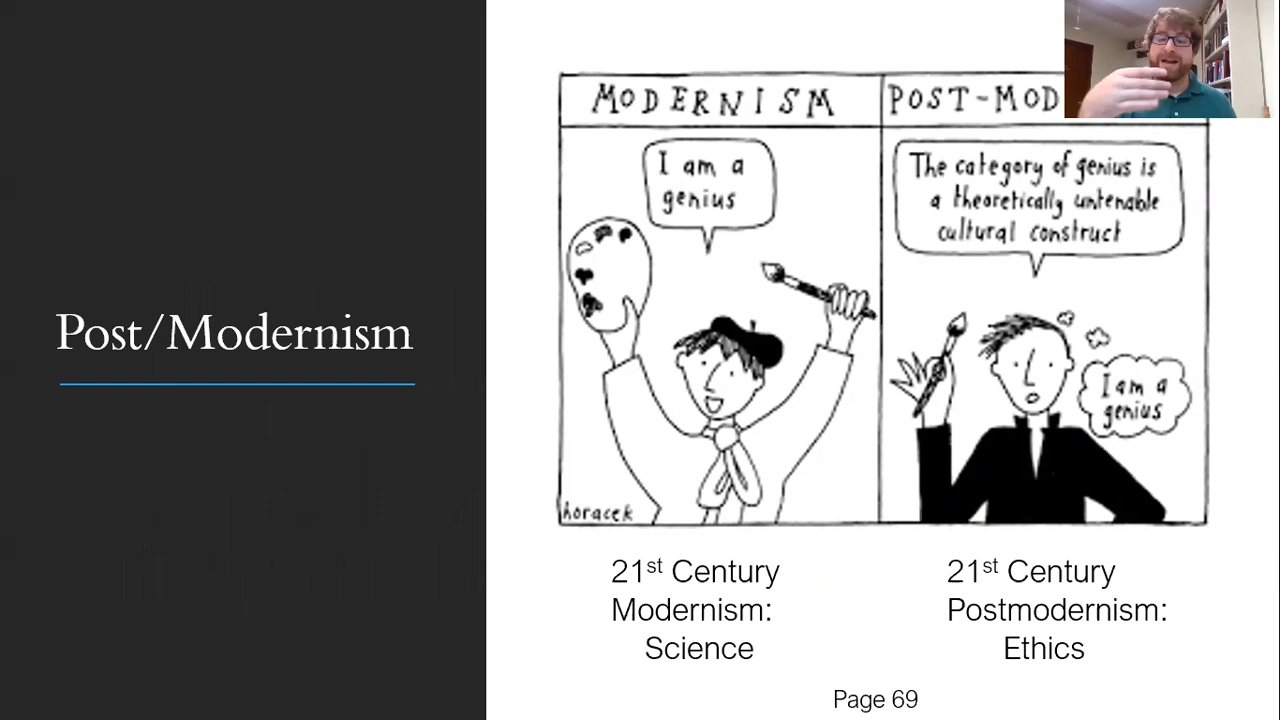 Post/Modernism
MODERNISM
POST-MOD
I am a
genius
The category of genius is
a theoretically untenable
cultural construct
I am a
genius
horacek
21st Century
Modernism:
Science
21st Century
Postmodernism:
Ethics
Page 69